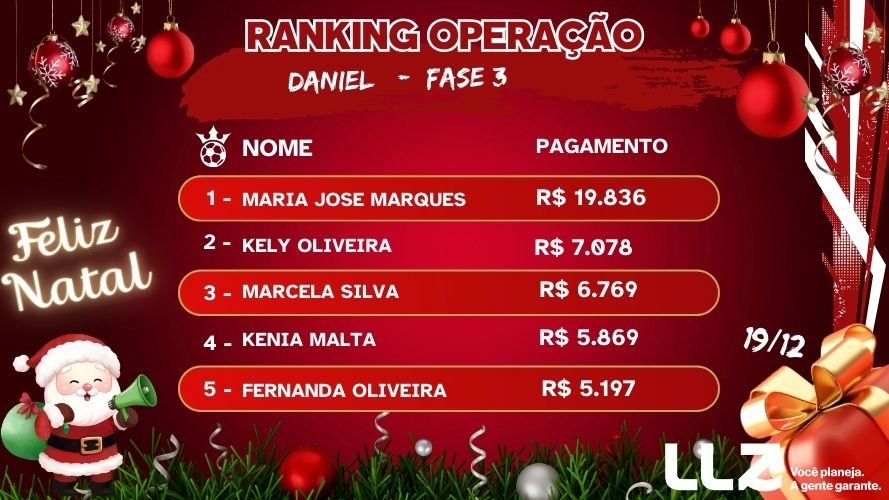 RANKING OPERAÇÃO
DANIEL - FASE 3
NOME PAGAMENTO
1 - MARIA JOSE MARQUES R$ 19.836
2 - KELY OLIVEIRA R$ 7.078
3 - MARCELA SILVA R$ 6.769
4 - KENIA MALTA R$ 5.869
5 - FERNANDA OLIVEIRA R$ 5.197
Feliz
Natal
19/12
LLZ
Você planeja.
A gente garante.